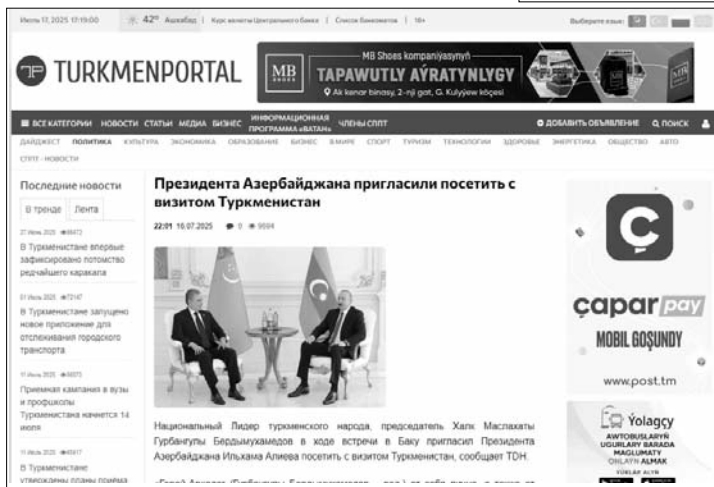 Июль 17, 2025 17:19:00 42° Ашхабад | Курс валюты Центрального банка | Список банкоматов | 18+ Выберите язык:
TP TURKMENPORTAL
MB SHOES
MB Shoes kompaniýasynyň
TAPAWUTLY AÝRATYNLYGY
Ak kenar binasy, 2-nji gat, G. Kulyýew köçesi
ВСЕ КАТЕГОРИИ НОВОСТИ СТАТЬИ МЕДИА БИЗНЕС ИНФОРМАЦИОННАЯ ПРОГРАММА «ВАТАН» ЧЛЕНЫ СППТ ДОБАВИТЬ ОБЪЯВЛЕНИЕ ПОИСК
ДАЙДЖЕСТ ПОЛИТИКА КУЛЬТУРА ЭКОНОМИКА ОБРАЗОВАНИЕ БИЗНЕС В МИРЕ СПОРТ ТУРИЗМ ТЕХНОЛОГИИ ЗДОРОВЬЕ ЭНЕРГЕТИКА ОБЩЕСТВО АВТО
СППТ - НОВОСТИ
Последние новости
В тренде Лента
В Туркменистане впервые
зафиксировано потомство
редчайшего каракала
В Туркменистане запущено
новое приложение для
отслеживания городского
транспорта
Приемная кампания в вузы
и профшколы
Туркменистана начнется 14
июля
В Туркменистане
утверждены планы приёма
Президента Азербайджана пригласили посетить с
визитом Туркменистан
22:01 16.07.2025 0 9694
Национальный Лидер туркменского народа, председатель Халк Маслахаты
Гурбангулы Бердымухамедов в ходе встречи в Баку пригласил Президента
Азербайджана Ильхама Алиева посетить с визитом Туркменистан, сообщает TDH.
Ç
çapar pay
MOBIL GOŞUNDY
www.post.tm
Ýolagçy
AWTOBUSLARYŇ
UGURLARY BARADA
MAGLUMATY
ONLAÝN ALMAK
ÝÜKLÄP ALYŇ